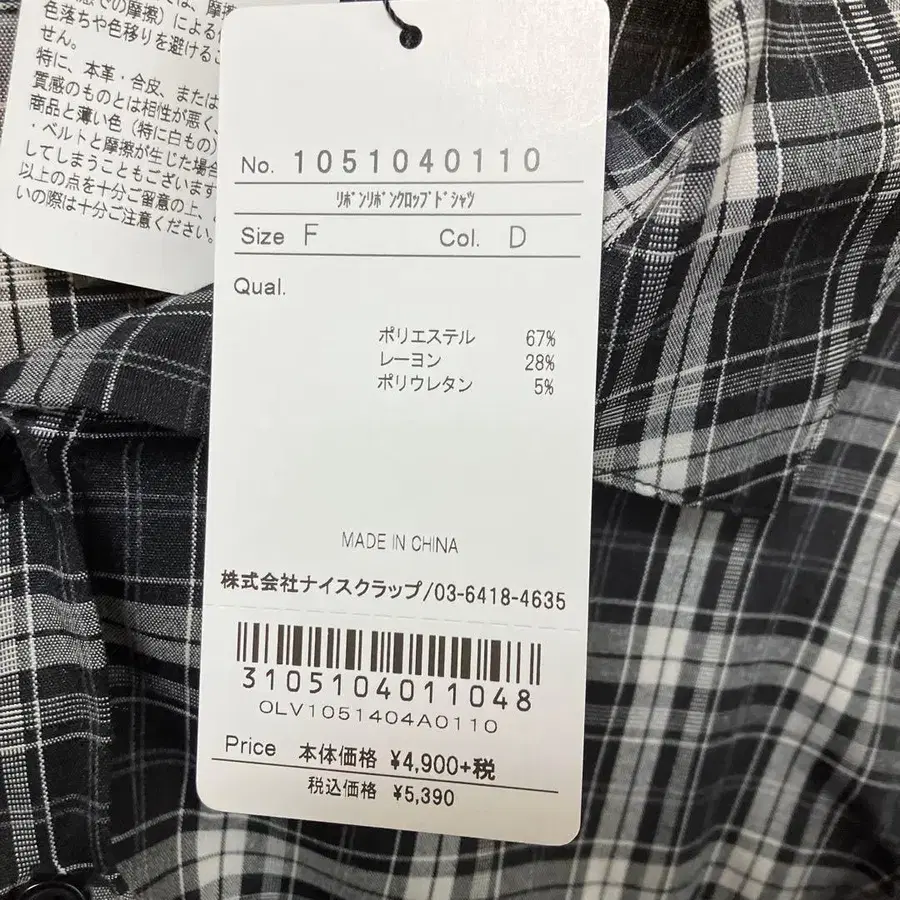 による
色落ちや色移りを避けるこ
せん。
特に、本革・合皮、または
質感のものとは相性が悪く、
商品と薄い色(特に白もの)
・ベルトと摩擦が生じた場合
してしまうこともございます
以上の点を十分ご留意の上、
いの際は十分ご注意ください。
No. 1051040110
ﾘﾎﾞﾝﾘﾎﾞﾝｸﾛｯﾌﾟﾄﾞｼｬﾂ
Size F Col. D
Qual.
ポリエステル 67%
レーヨン 28%
ポリウレタン 5%
MADE IN CHINA
株式会社ナイスクラップ/03-6418-4635
3105104011048
OLV1051404A0110
Price 本体価格 ¥4,900+税
税込価格 ¥5,390